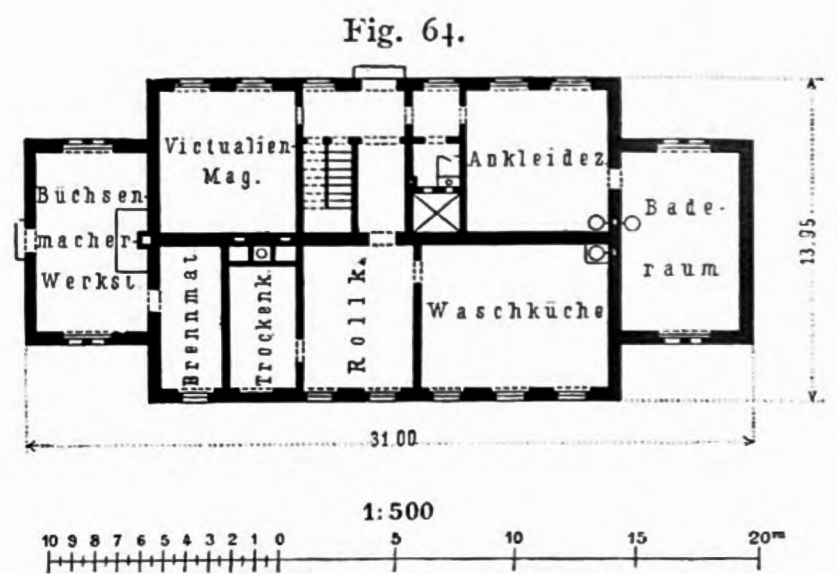 Fig. 64.
Victualien-
Mag.
Ankleidez.
Büchsen-
macher-
Werkst.
Bade-
raum
Brennmat.
Trockenk.
Rollk.
Waschküche
13.95
31.00
1:500
10 9 8 7 6 5 4 3 2 1 0 5 10 15 20m